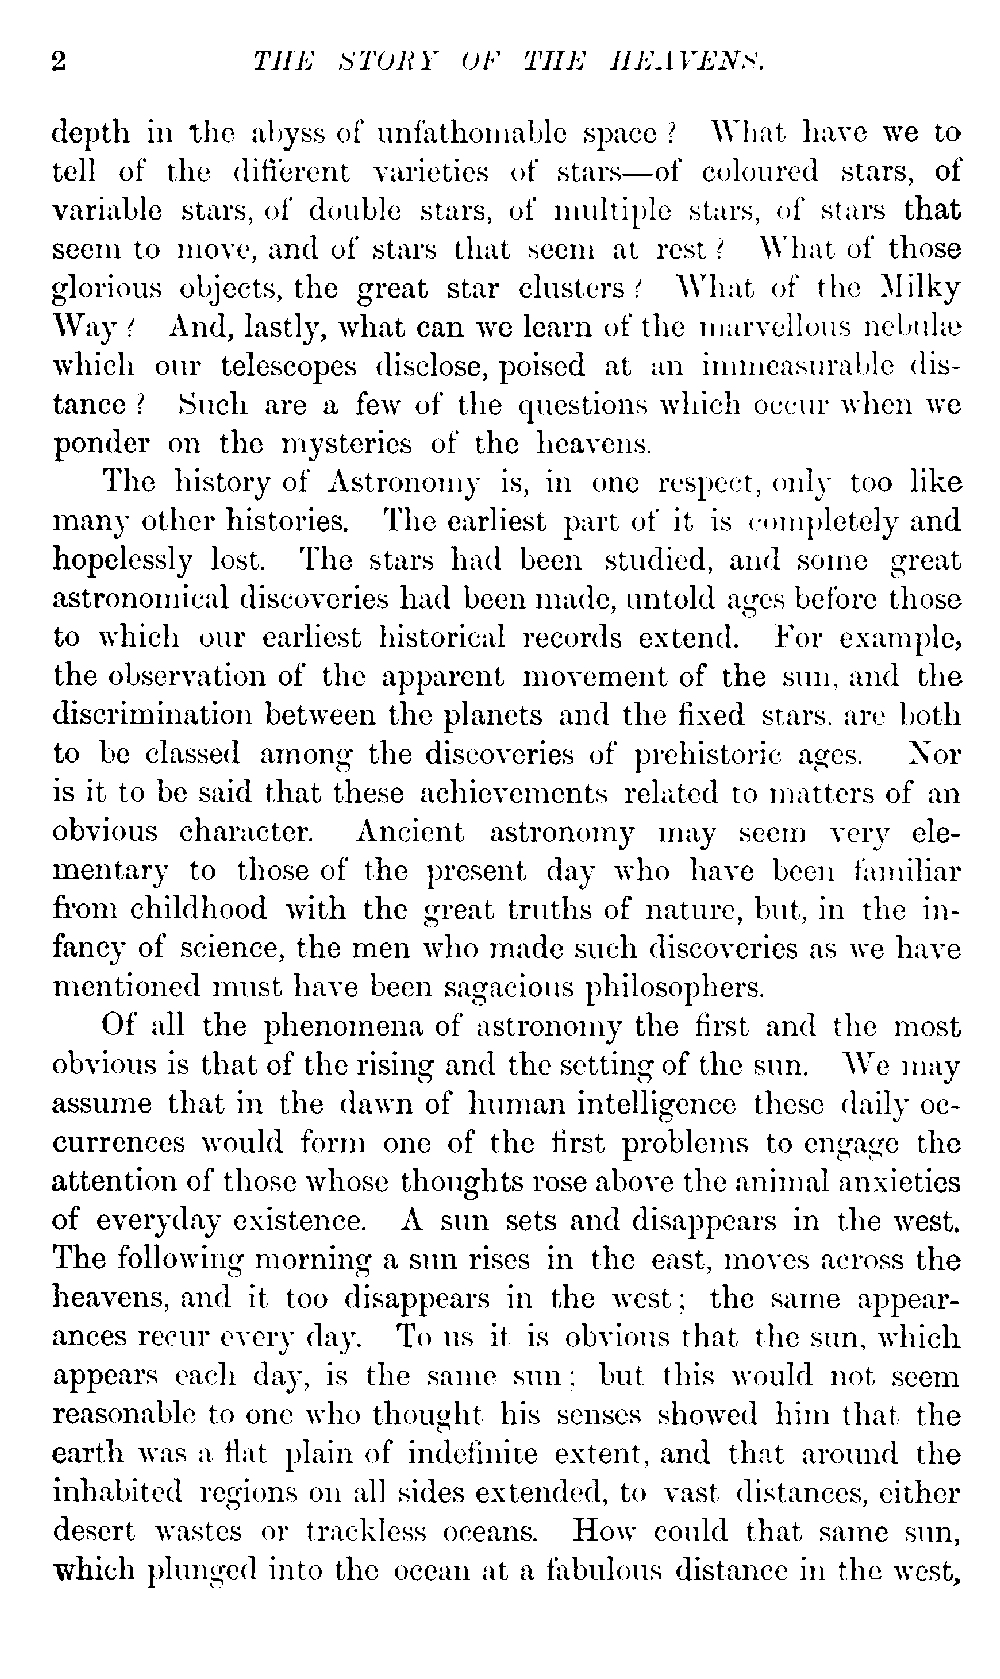 2 THE STORY OF THE HEAVENS.
depth in the abyss of unfathomable space? What have we to
tell of the different varieties of stars—of coloured stars, of
variable stars, of double stars, of multiple stars, of stars that
seem to move, and of stars that seem at rest? What of those
glorious objects, the great star clusters? What of the Milky
Way? And, lastly, what can we learn of the marvellous nebulæ
which our telescopes disclose, poised at an immeasurable dis-
tance? Such are a few of the questions which occur when we
ponder on the mysteries of the heavens.
The history of Astronomy is, in one respect, only too like
many other histories. The earliest part of it is completely and
hopelessly lost. The stars had been studied, and some great
astronomical discoveries had been made, untold ages before those
to which our earliest historical records extend. For example,
the observation of the apparent movement of the sun, and the
discrimination between the planets and the fixed stars, are both
to be classed among the discoveries of prehistoric ages. Nor
is it to be said that these achievements related to matters of an
obvious character. Ancient astronomy may seem very ele-
mentary to those of the present day who have been familiar
from childhood with the great truths of nature, but, in the in-
fancy of science, the men who made such discoveries as we have
mentioned must have been sagacious philosophers.
Of all the phenomena of astronomy the first and the most
obvious is that of the rising and the setting of the sun. We may
assume that in the dawn of human intelligence these daily oc-
currences would form one of the first problems to engage the
attention of those whose thoughts rose above the animal anxieties
of everyday existence. A sun sets and disappears in the west.
The following morning a sun rises in the east, moves across the
heavens, and it too disappears in the west; the same appear-
ances recur every day. To us it is obvious that the sun, which
appears each day, is the same sun; but this would not seem
reasonable to one who thought his senses showed him that the
earth was a flat plain of indefinite extent, and that around the
inhabited regions on all sides extended, to vast distances, either
desert wastes or trackless oceans. How could that same sun,
which plunged into the ocean at a fabulous distance in the west,